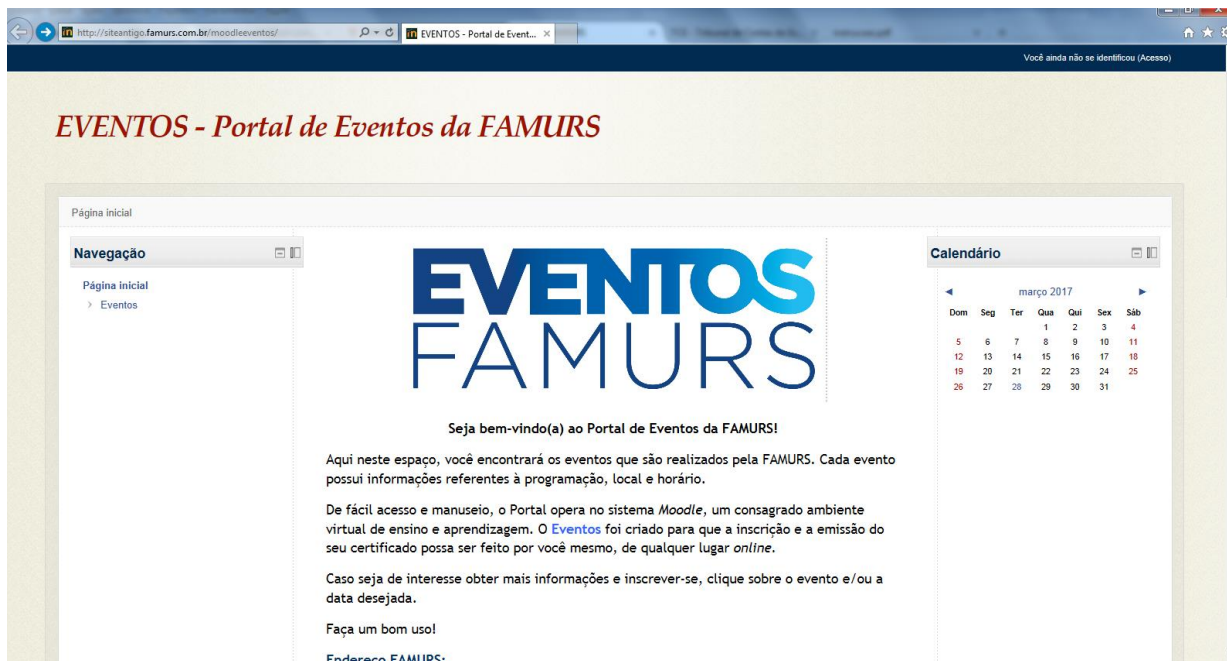 http://siteantigo.famurs.com.br/moodleeventos/
EVENTOS - Portal de Event...
Você ainda não se identificou (Acesso)
EVENTOS - Portal de Eventos da FAMURS
Página inicial
Navegação
Página inicial
Eventos
EVENTOS
FAMURS
Seja bem-vindo(a) ao Portal de Eventos da FAMURS!
Aqui neste espaço, você encontrará os eventos que são realizados pela FAMURS. Cada evento
possui informações referentes à programação, local e horário.
De fácil acesso e manuseio, o Portal opera no sistema Moodle, um consagrado ambiente
virtual de ensino e aprendizagem. O Eventos foi criado para que a inscrição e a emissão do
seu certificado possa ser feito por você mesmo, de qualquer lugar online.
Caso seja de interesse obter mais informações e inscrever-se, clique sobre o evento e/ou a
data desejada.
Faça um bom uso!
Endereço FAMURS:
Calendário
março 2017
Dom Seg Ter Qua Qui Sex Sáb
1 2 3 4
5 6 7 8 9 10 11
12 13 14 15 16 17 18
19 20 21 22 23 24 25
26 27 28 29 30 31